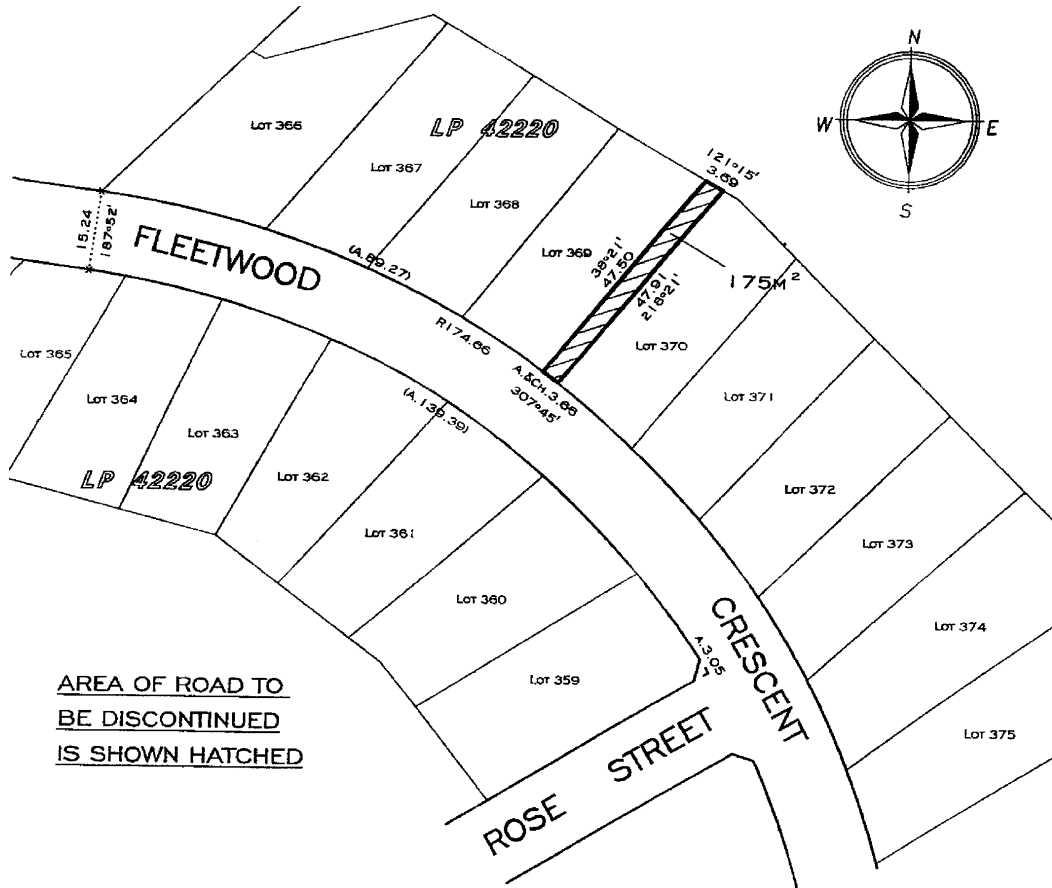 N
W E
S
LOT 366
LP 42220
LOT 367
LOT 368
LOT 369
121°15'
3.69
38°21'
47.50
47.91
218°21'
175M²
15.24
187°52'
FLEETWOOD
(A.89.27)
R174.66
A.&CH.3.66
307°45'
(A.139.39)
LOT 370
LOT 371
LOT 372
LOT 373
LOT 374
LOT 375
LOT 365
LOT 364
LOT 363
LP 42220
LOT 362
LOT 361
LOT 360
LOT 359
A.3.05
CRESCENT
ROSE STREET
AREA OF ROAD TO
BE DISCONTINUED
IS SHOWN HATCHED